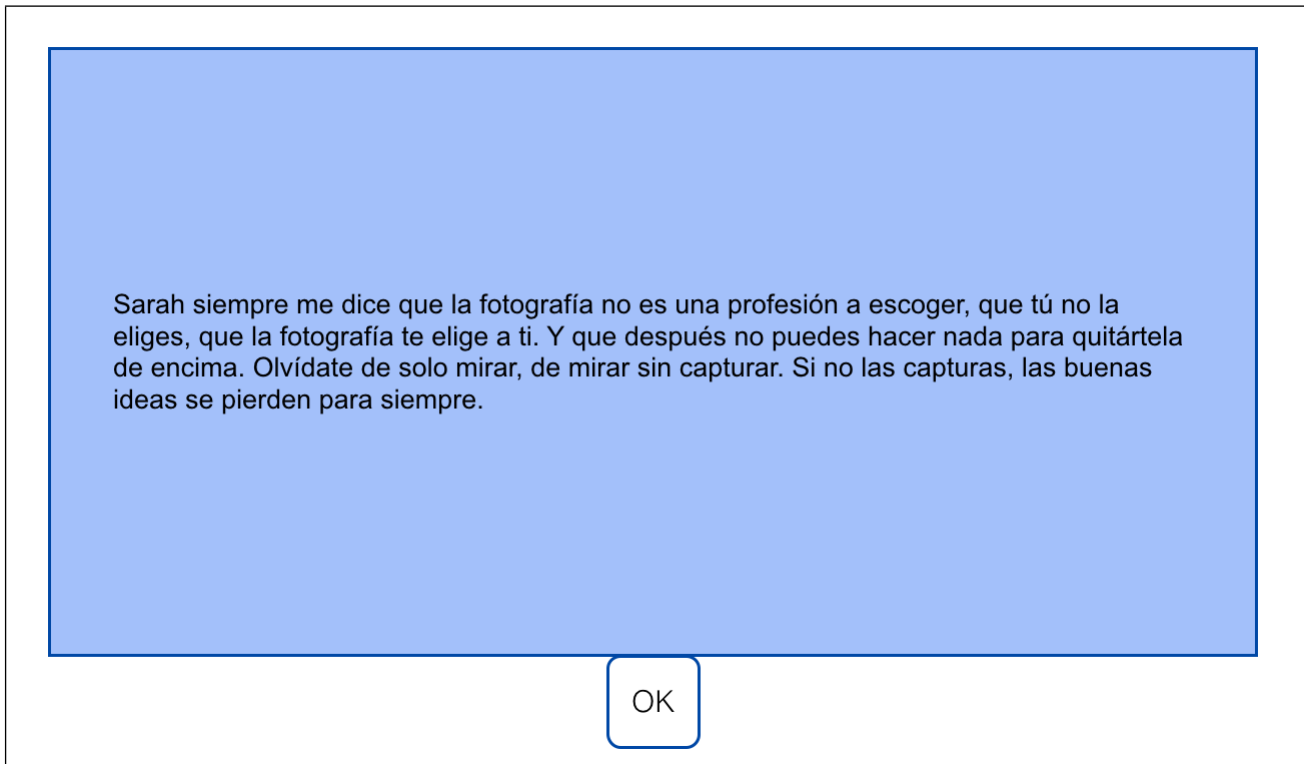 Sarah siempre me dice que la fotografía no es una profesión a escoger, que tú no la
eliges, que la fotografía te elige a ti. Y que después no puedes hacer nada para quitártela
de encima. Olvídate de solo mirar, de mirar sin capturar. Si no las capturas, las buenas
ideas se pierden para siempre.
OK